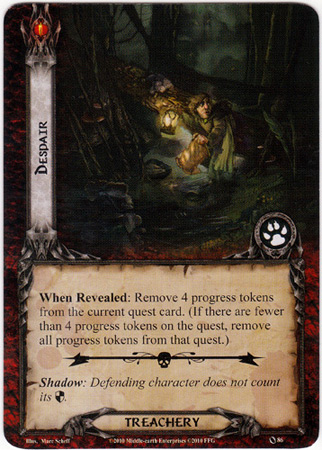 DESPAIR
When Revealed: Remove 4 progress tokens
from the current quest card. (If there are fewer
than 4 progress tokens on the quest, remove
all progress tokens from that quest.)
Shadow: Defending character does not count
its .
TREACHERY
Illus. Marc Scheff
©2010 Middle-earth Enterprises ©2010 FFG
86